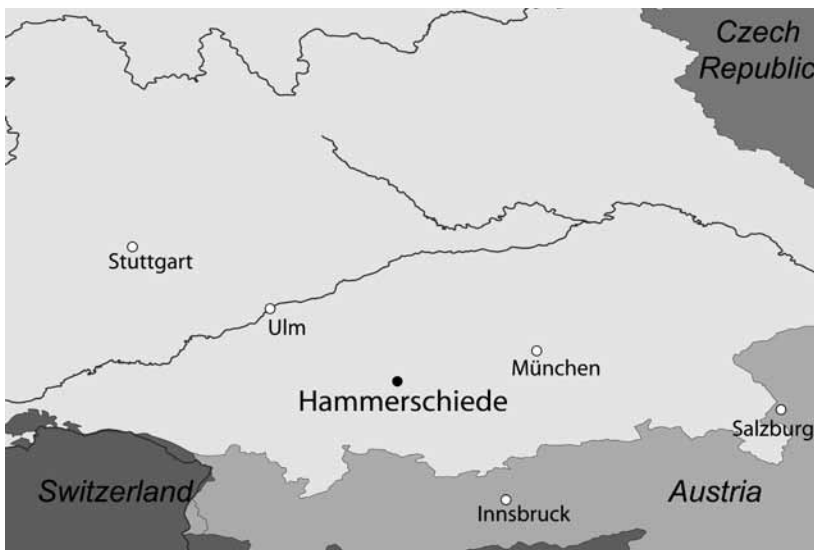 Czech
Republic
Stuttgart
Ulm
München
Hammerschiede
Salzburg
Switzerland
Innsbruck
Austria